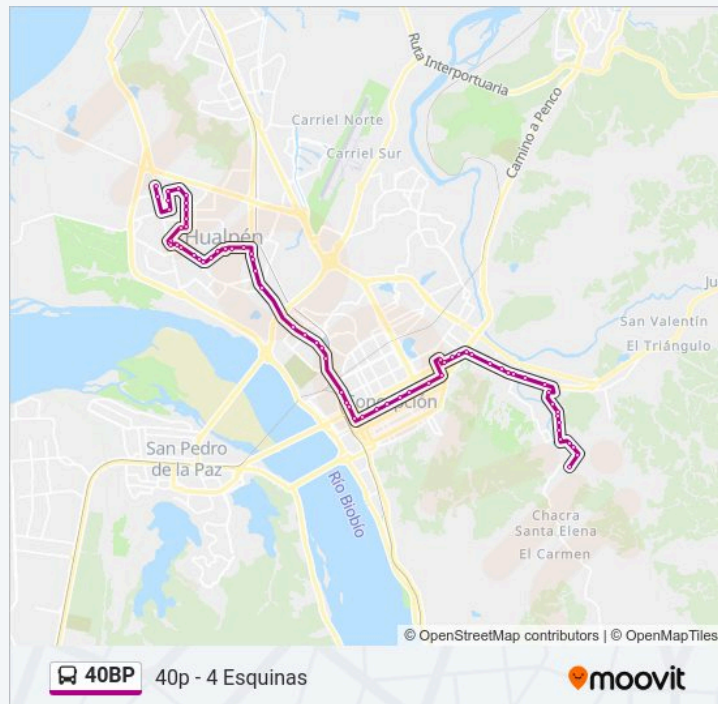 Ruta Interportuaria
Camino a Penco
Carriel Norte
Carriel Sur
Hualpén
San Valentín
El Triángulo
Concepción
San Pedro
de la Paz
Río Biobío
Chacra
Santa Elena
El Carmen
© OpenStreetMap contributors | © OpenMapTiles
40BP
40p - 4 Esquinas
moovit